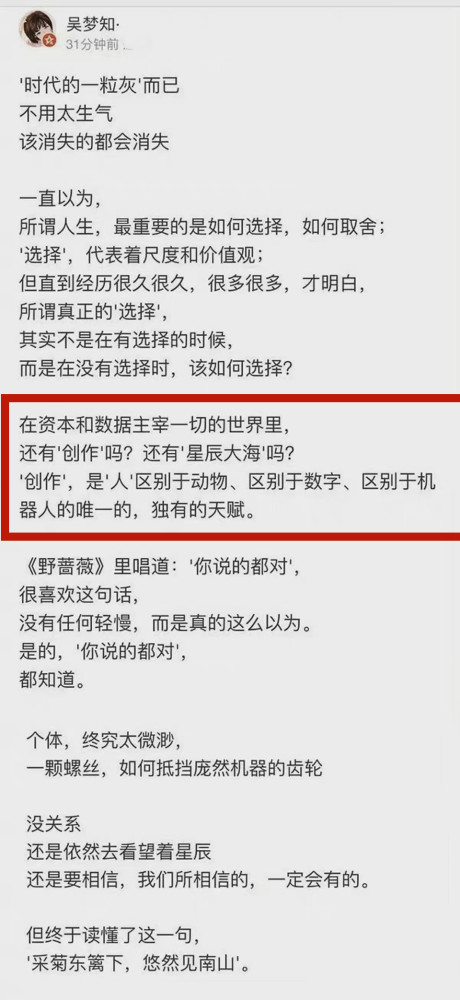 吴梦知·
31分钟前 ...
'时代的一粒灰'而已
不用太生气
该消失的都会消失
一直以为，
所谓人生，最重要的是如何选择，如何取舍；
'选择'，代表着尺度和价值观；
但直到经历很久很久，很多很多，才明白，
所谓真正的'选择'，
其实不是在有选择的时候，
而是在没有选择时，该如何选择？
在资本和数据主宰一切的世界里，
还有'创作'吗？还有'星辰大海'吗？
'创作'，是'人'区别于动物、区别于数字、区别于机
器人的唯一的，独有的天赋。
《野蔷薇》里唱道：'你说的都对'，
很喜欢这句话，
没有任何轻慢，而是真的这么以为。
是的，'你说的都对'，
都知道。
个体，终究太微渺，
一颗螺丝，如何抵挡庞然机器的齿轮
没关系
还是依然去看望着星辰
还是要相信，我们所相信的，一定会有的。
但终于读懂了这一句，
'采菊东篱下，悠然见南山'。